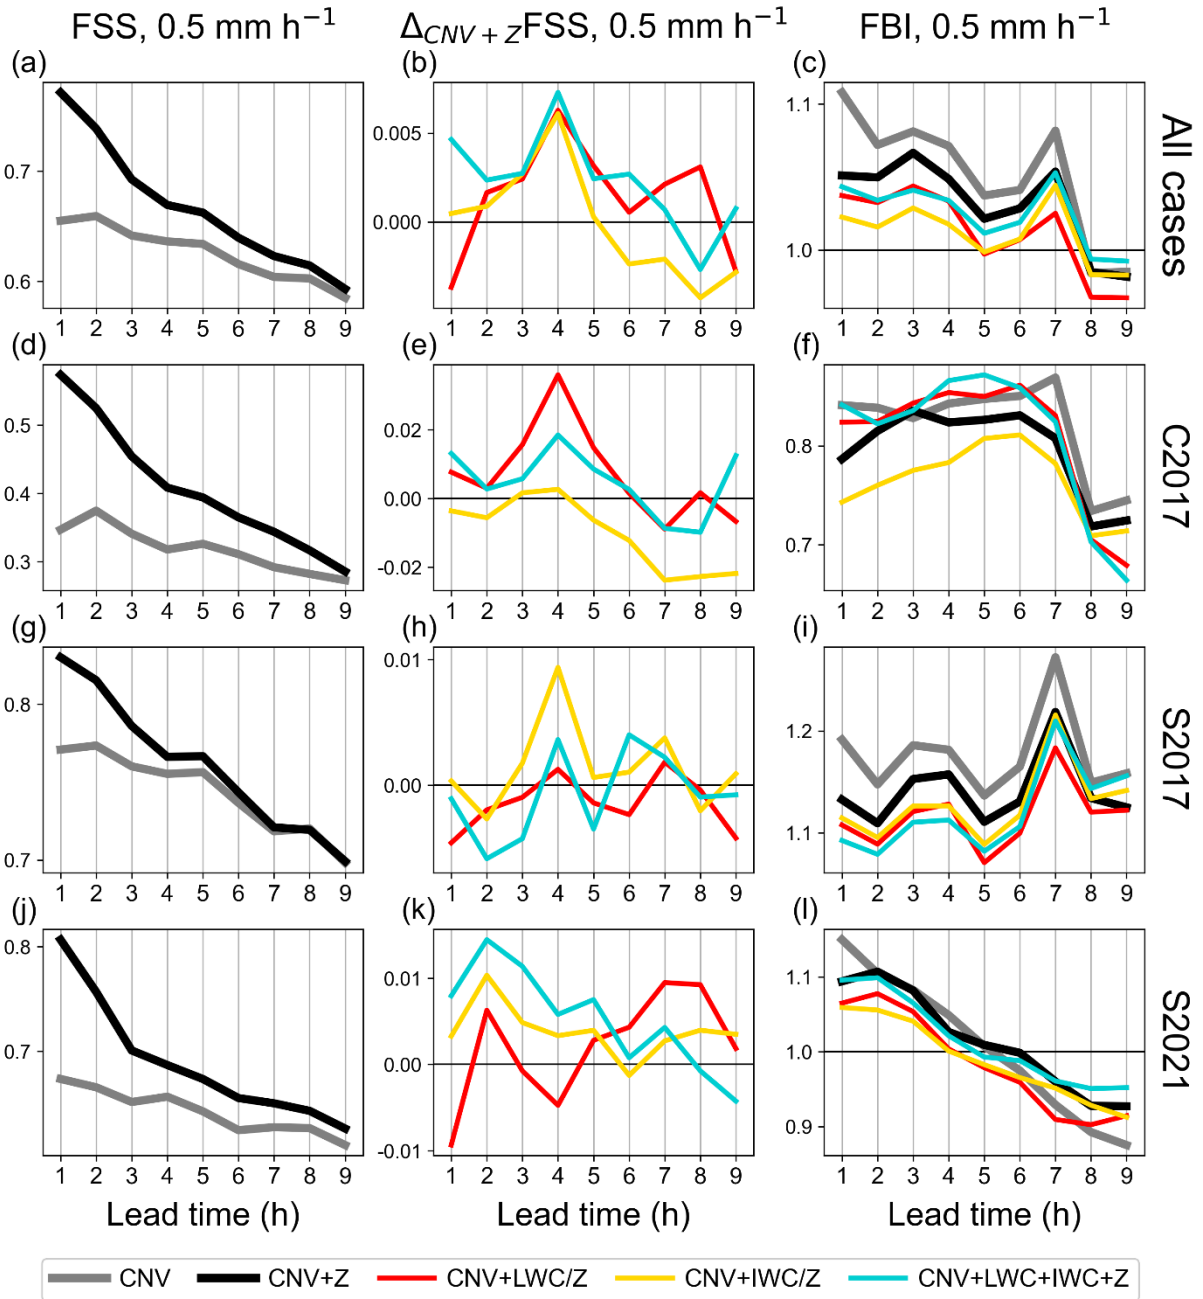 FSS, 0.5 mm h⁻¹ Δ_{CNV+Z}FSS, 0.5 mm h⁻¹ FBI, 0.5 mm h⁻¹
(a) (b) (c)
0.7
0.6
0.005
0.000
1.1
1.0
1 2 3 4 5 6 7 8 9 1 2 3 4 5 6 7 8 9 1 2 3 4 5 6 7 8 9
All cases
(d) (e) (f)
0.5
0.4
0.3
0.02
0.00
-0.02
0.8
0.7
1 2 3 4 5 6 7 8 9 1 2 3 4 5 6 7 8 9 1 2 3 4 5 6 7 8 9
C2017
(g) (h) (i)
0.8
0.7
0.01
0.00
1.2
1.1
1 2 3 4 5 6 7 8 9 1 2 3 4 5 6 7 8 9 1 2 3 4 5 6 7 8 9
S2017
(j) (k) (l)
0.8
0.7
0.01
0.00
-0.01
1.1
1.0
0.9
1 2 3 4 5 6 7 8 9 1 2 3 4 5 6 7 8 9 1 2 3 4 5 6 7 8 9
S2021
Lead time (h) Lead time (h) Lead time (h)
CNV CNV+Z CNV+LWC/Z CNV+IWC/Z CNV+LWC+IWC+Z